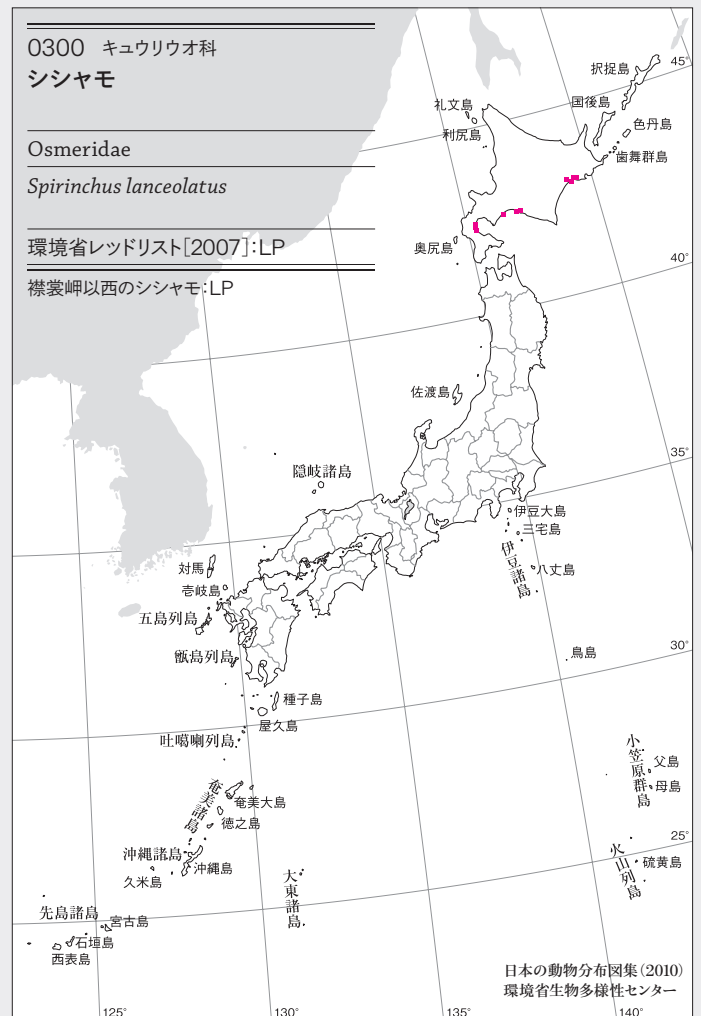 0300 キュウリウオ科
シシャモ
Osmeridae
Spirinchus lanceolatus
環境省レッドリスト[2007]:LP
襟裳岬以西のシシャモ:LP
択捉島
45°
国後島
礼文島
色丹島
利尻島
歯舞群島
奥尻島
40°
佐渡島
35°
隠岐諸島
伊豆大島
三宅島
伊豆諸島
八丈島
対馬
壱岐島
五島列島
甑島列島
鳥島
30°
種子島
屋久島
吐噶喇列島
小笠原群島
父島
母島
奄美諸島
奄美大島
徳之島
25°
沖縄諸島
沖縄島
久米島
火山列島
硫黄島
大東諸島
先島諸島
宮古島
石垣島
西表島
日本の動物分布図集(2010)
環境省生物多様性センター
125°
130°
135°
140°